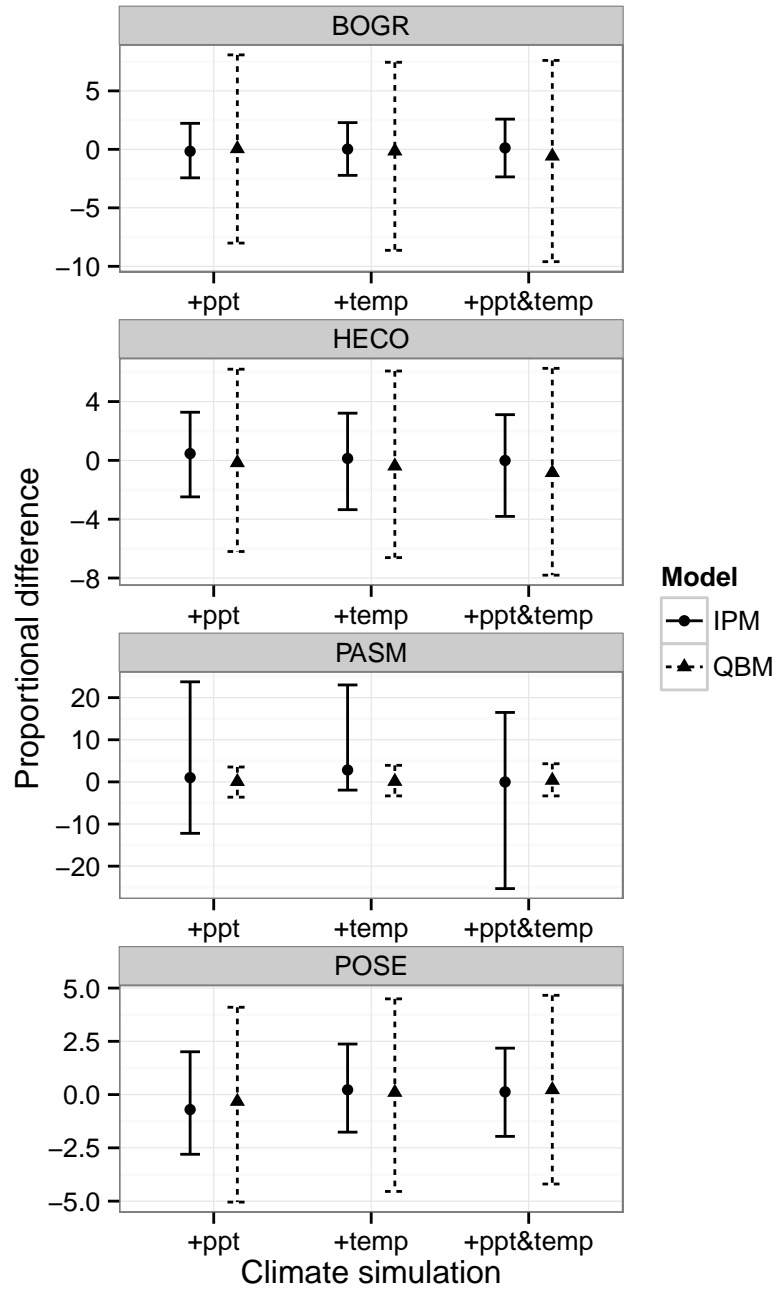 BOGR
5
0
−5
−10
+ppt +temp +ppt&temp
HECO
4
0
−4
−8
+ppt +temp +ppt&temp
PASM
20
10
0
−10
−20
+ppt +temp +ppt&temp
POSE
5.0
2.5
0.0
−2.5
−5.0
+ppt +temp +ppt&temp
Climate simulation
Proportional difference
Model
IPM
QBM